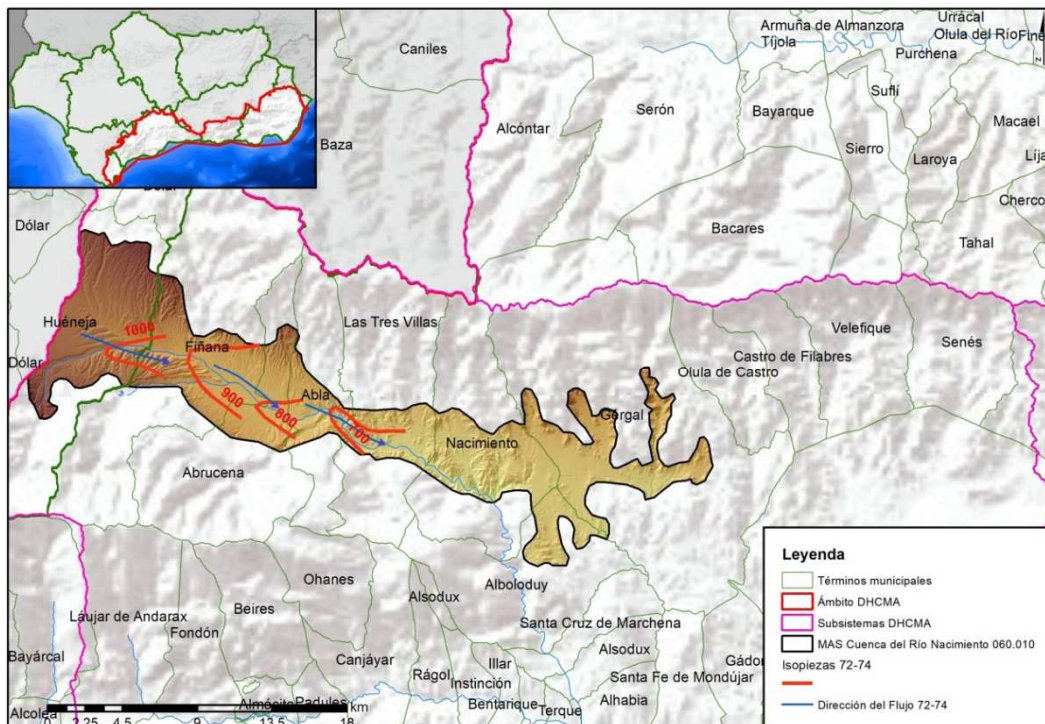 Caniles
Armuña de Almanzora
Urrácal
Olula del Río
Fine
Tíjola
Purchena
Serón
Bayarque
Suflí
Alcóntar
Baza
Macael
Sierro
Laroya
Líja
Chercos
Bacares
Tahal
Dólar
Huéneja
1000
Fiñana
Las Tres Villas
Velefique
Senés
Dólar
Castro de Filabres
Olula de Castro
Abla
900
800
Gérgal
700
Nacimiento
Abrucena
Ohanes
Alboloduy
Alsodux
Láujar de Andarax
Beires
Fondón
Santa Cruz de Marchena
Bayárcal
Canjáyar
Illar
Alsodux
Rágol
Instinción
Santa Fe de Mondújar
Gádor
Bentarique
Alhabia
Alcolea
Almócita
Padules
Terque
0 2,25 4,5 9 13,5 18 km
Leyenda
Términos municipales
Ámbito DHCMA
Subsistemas DHCMA
MAS Cuenca del Río Nacimiento 060.010
Isopiezas 72-74
Dirección del Flujo 72-74